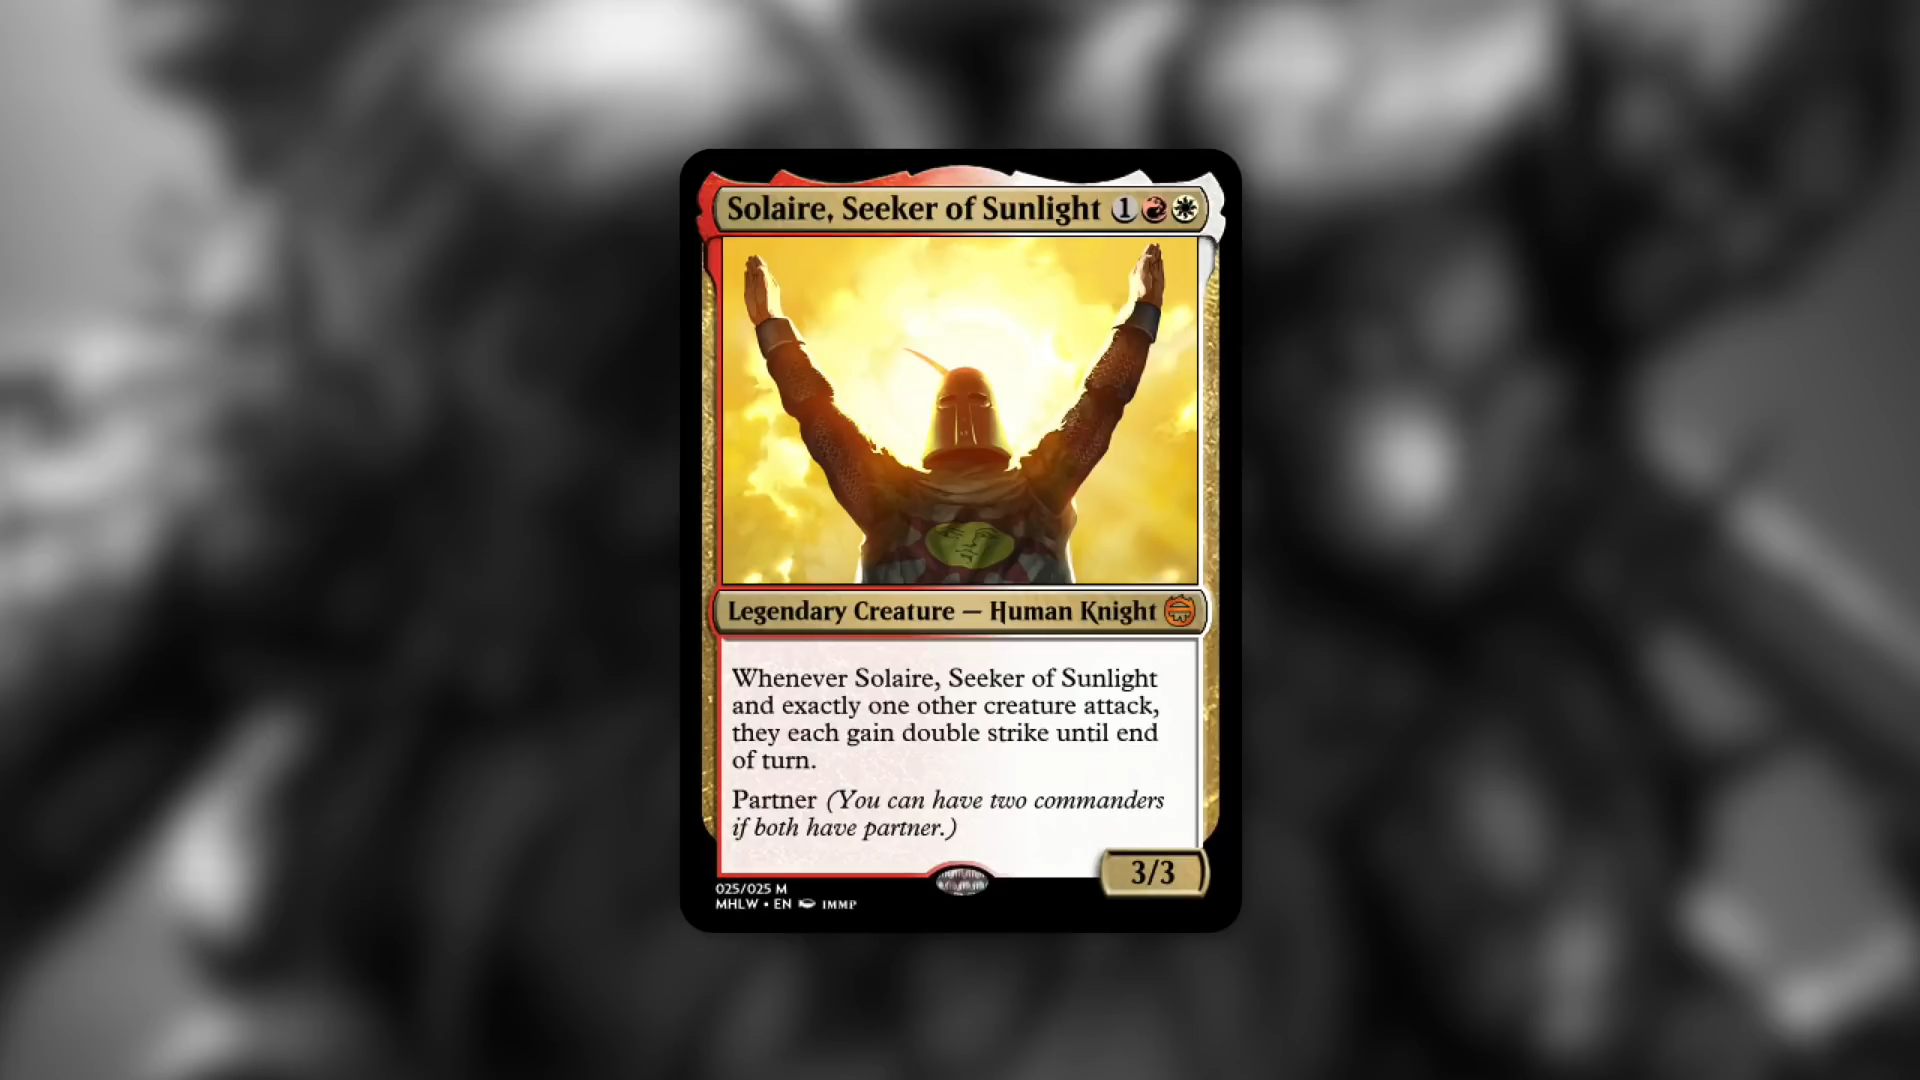 Solaire, Seeker of Sunlight 1
Legendary Creature — Human Knight
Whenever Solaire, Seeker of Sunlight
and exactly one other creature attack,
they each gain double strike until end
of turn.
Partner (You can have two commanders
if both have partner.)
3/3
025/025 M
MHLW • EN IMMP